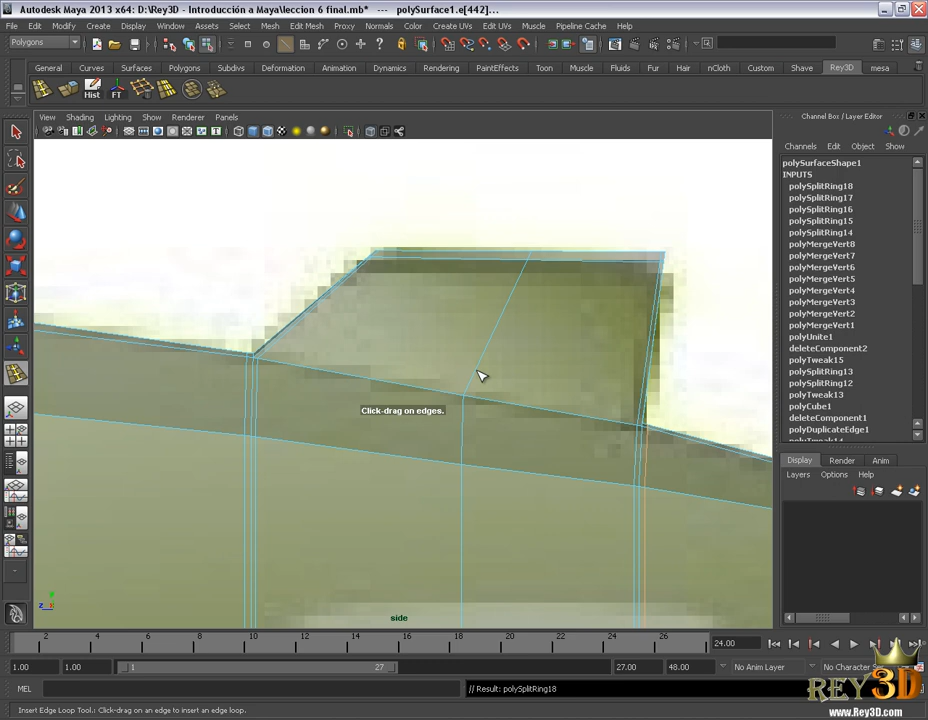 Autodesk Maya 2013 x64: D:\Rey3D - Introducción a Maya\leccion 6 final.mb*   ---   polySurface1.e[442]...
File Edit Modify Create Display Window Assets Select Mesh Edit Mesh Proxy Normals Color Create UVs Edit UVs Muscle Pipeline Cache Help
Polygons
General Curves Surfaces Polygons Subdivs Deformation Animation Dynamics Rendering PaintEffects Toon Muscle Fluids Fur Hair nCloth Custom Shave Rey3D mesa
Hist FT
View Shading Lighting Show Renderer Panels
Channel Box / Layer Editor
Channels Edit Object Show
polySurfaceShape1
INPUTS
polySplitRing18
polySplitRing17
polySplitRing16
polySplitRing15
polySplitRing14
polyMergeVert8
polyMergeVert7
polyMergeVert6
polyMergeVert5
polyMergeVert4
polyMergeVert3
polyMergeVert2
polyMergeVert1
polyUnite1
deleteComponent2
polyTweak15
polySplitRing13
polySplitRing12
polyTweak13
polyCube1
deleteComponent1
polyDuplicateEdge1
polyTweak14
Click-drag on edges.
Display Render Anim
Layers Options Help
side
2 4 6 8 10 12 14 16 18 20 22 24 26
24.00
1.00 1.00 1 27 27.00 48.00 No Anim Layer No Character Se
MEL // Result: polySplitRing18
Insert Edge Loop Tool.: Click-drag on an edge to insert an edge loop.
REY3D
www.Rey3D.com